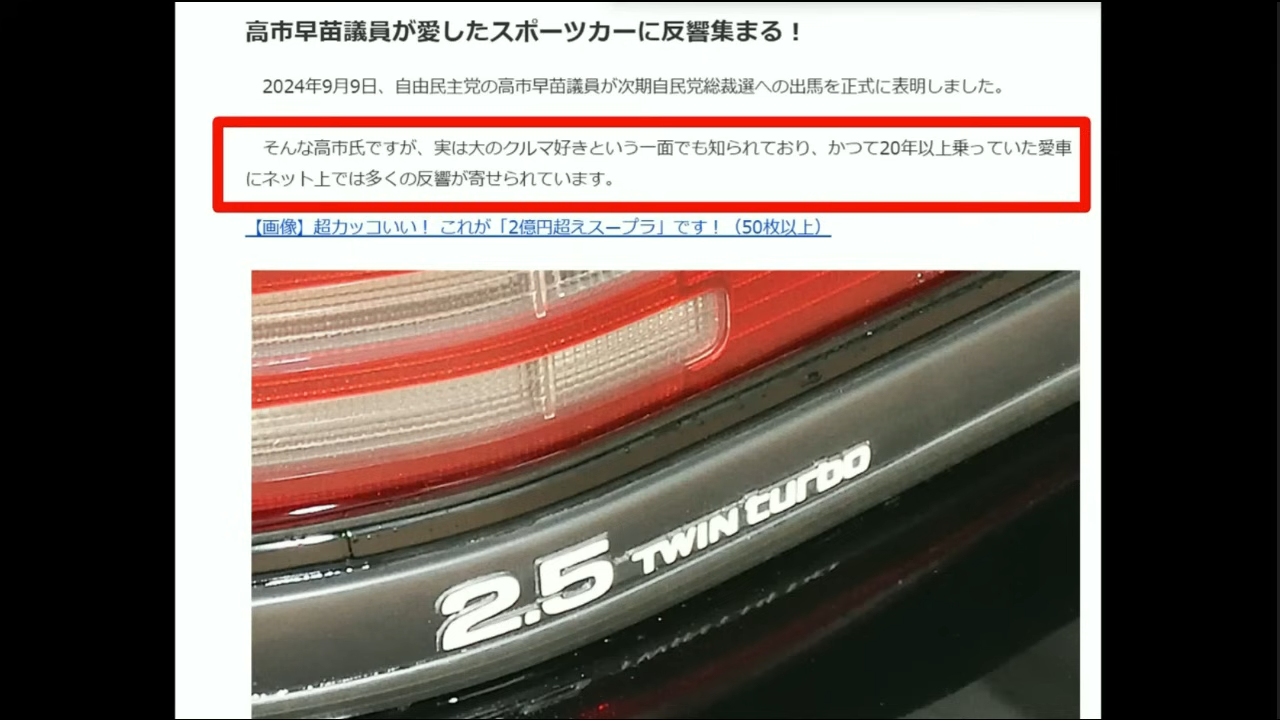 高市早苗議員が愛したスポーツカーに反響集まる！
2024年9月9日、自由民主党の高市早苗議員が次期自民党総裁選への出馬を正式に表明しました。
そんな高市氏ですが、実は大のクルマ好きという一面でも知られており、かつて20年以上乗っていた愛車
にネット上では多くの反響が寄せられています。
【画像】超カッコいい！ これが「2億円超えスープラ」です！（50枚以上）
2.5 TWIN turbo